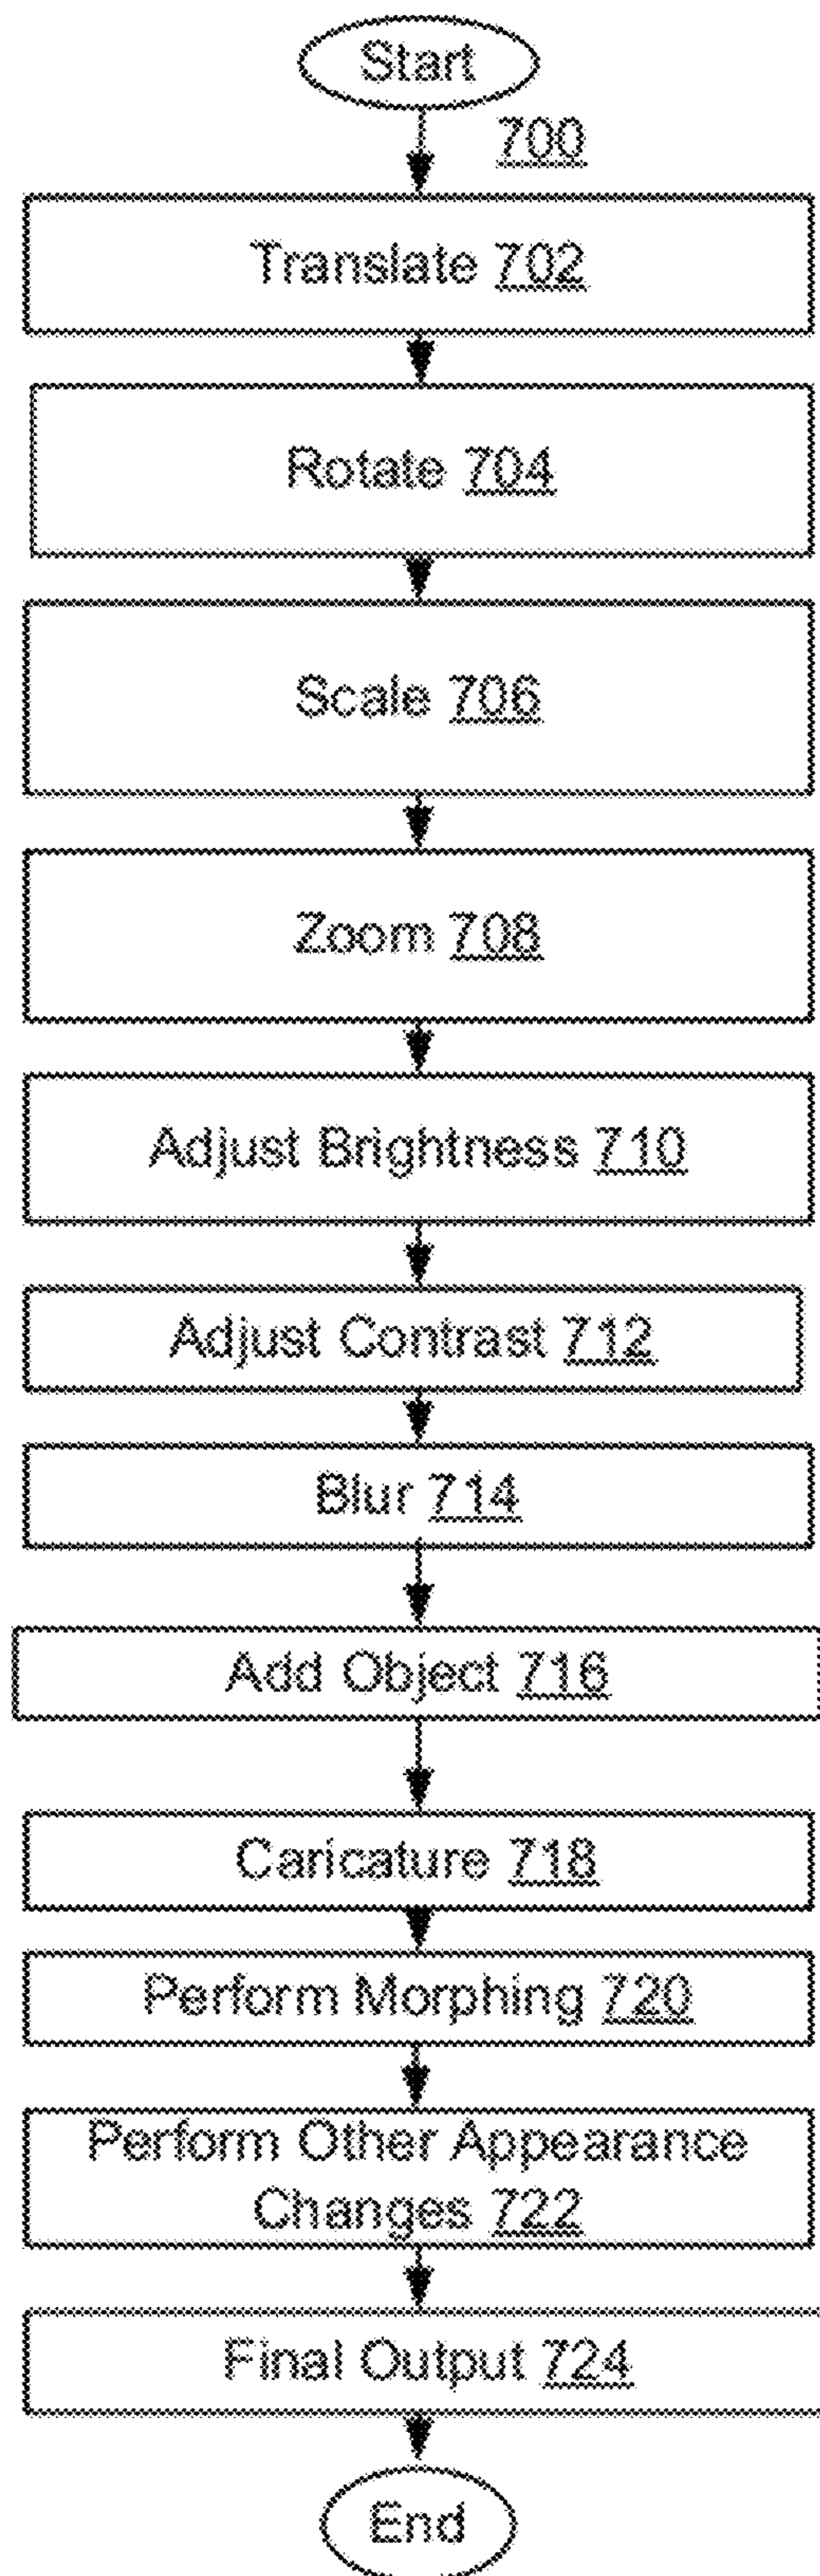 Start
700
Translate 702
Rotate 704
Scale 706
Zoom 708
Adjust Brightness 710
Adjust Contrast 712
Blur 714
Add Object 716
Caricature 718
Perform Morphing 720
Perform Other Appearance
Changes 722
Final Output 724
End